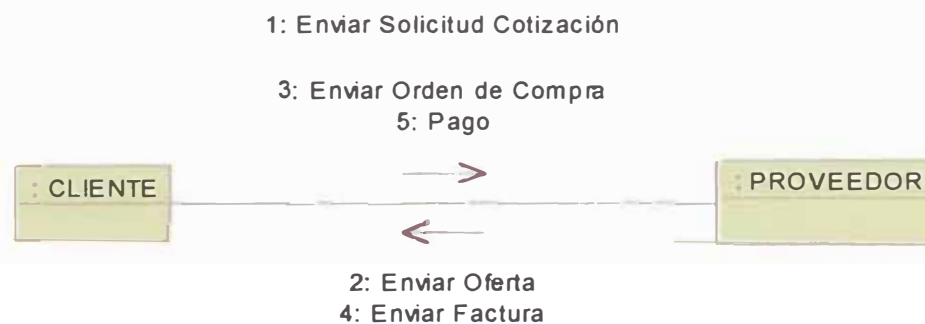 1: Enviar Solicitud Cotización
3: Enviar Orden de Compra
5: Pago
: CLIENTE
: PROVEEDOR
2: Enviar Oferta
4: Enviar Factura